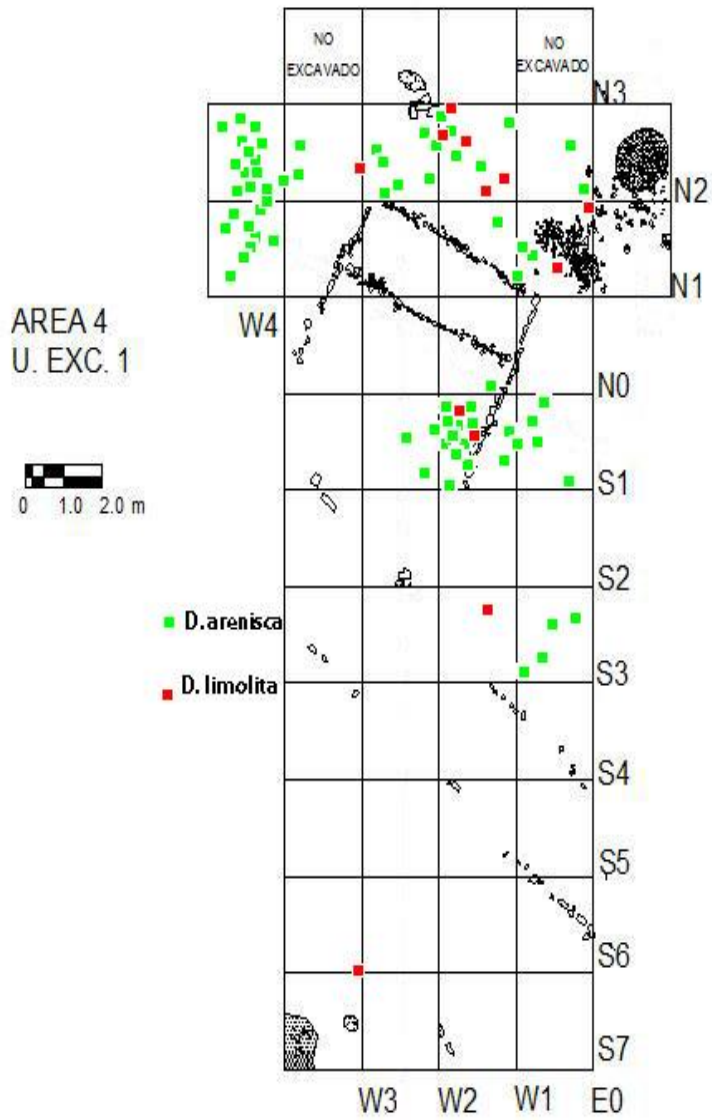 NO
EXCAVADO
NO
EXCAVADO
N3
N2
N1
W4
AREA 4
U. EXC. 1
N0
0 1.0 2.0 m
S1
S2
D. arenisca
D. limolita
S3
S4
S5
S6
S7
W3 W2 W1 E0